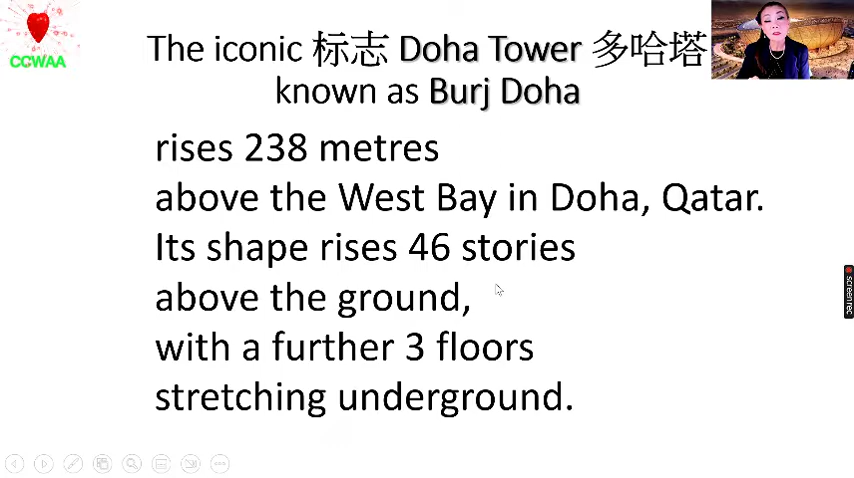 CCWAA
The iconic 标志 Doha Tower 多哈塔
known as Burj Doha
rises 238 metres
above the West Bay in Doha, Qatar.
Its shape rises 46 stories
above the ground,
with a further 3 floors
stretching underground.
screen rec